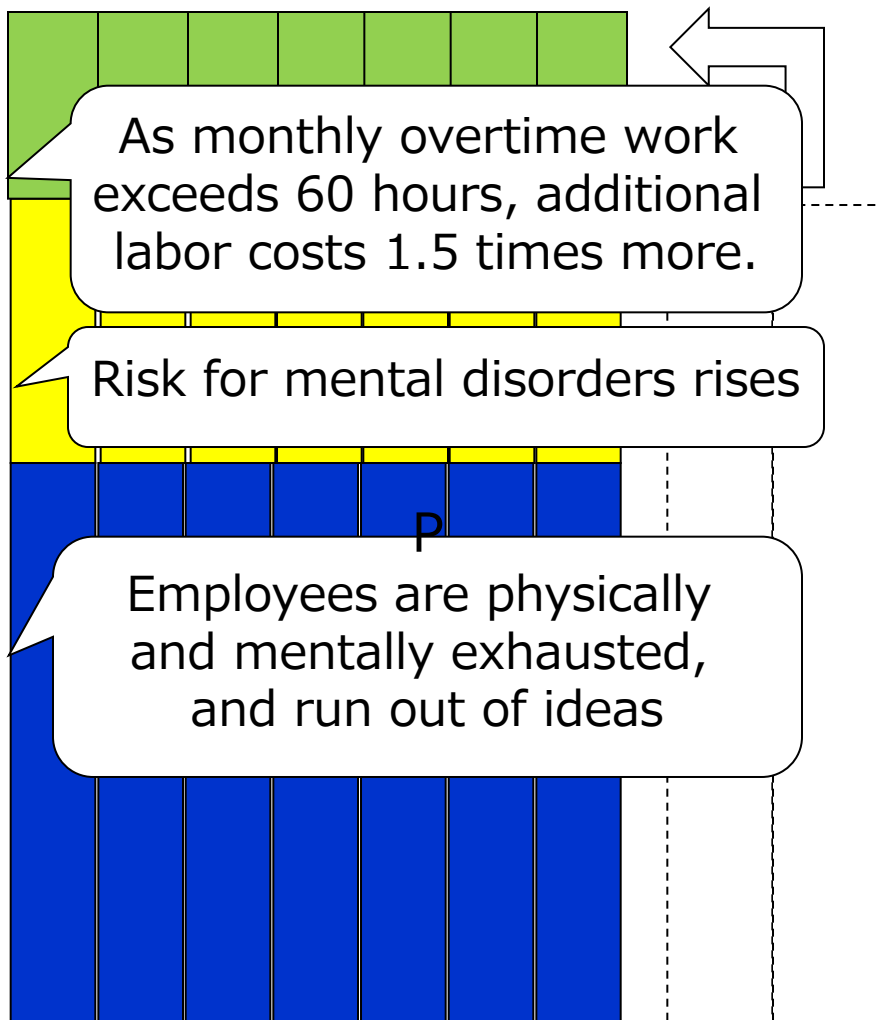 As monthly overtime work
exceeds 60 hours, additional
labor costs 1.5 times more.
Risk for mental disorders rises
P
Employees are physically
and mentally exhausted,
and run out of ideas